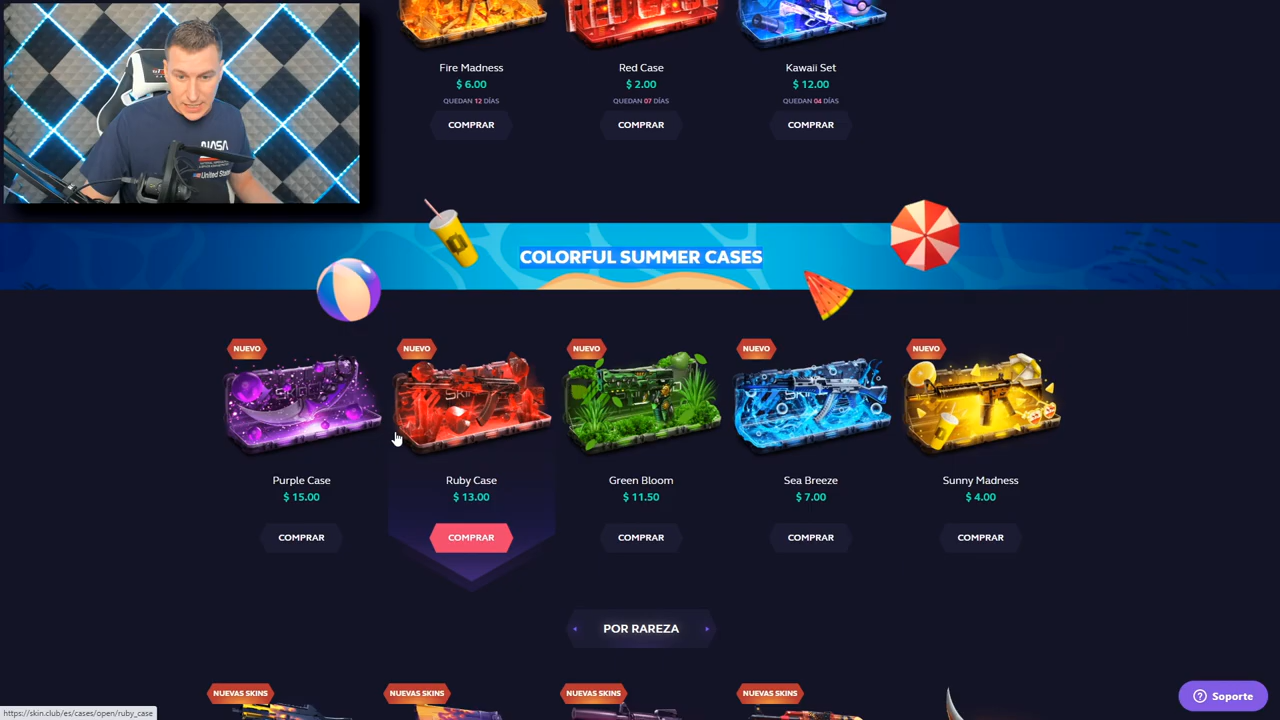 NASA
United States
Fire Madness
$ 6.00
QUEDAN 12 DÍAS
COMPRAR
Red Case
$ 2.00
QUEDAN 07 DÍAS
COMPRAR
Kawaii Set
$ 12.00
QUEDAN 04 DÍAS
COMPRAR
COLORFUL SUMMER CASES
NUEVO
Purple Case
$ 15.00
COMPRAR
NUEVO
Ruby Case
$ 13.00
COMPRAR
NUEVO
Green Bloom
$ 11.50
COMPRAR
NUEVO
Sea Breeze
$ 7.00
COMPRAR
NUEVO
Sunny Madness
$ 4.00
COMPRAR
POR RAREZA
NUEVAS SKINS
NUEVAS SKINS
NUEVAS SKINS
NUEVAS SKINS
Soporte
https://skin.club/es/cases/open/ruby_case